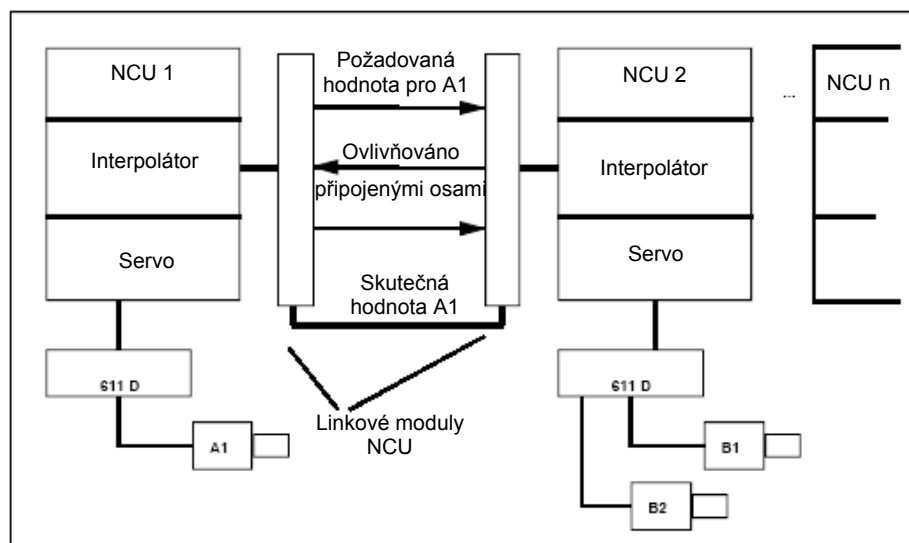 NCU 1
Interpolátor
Servo
611 D
A1
Požadovaná
hodnota pro A1
Ovlivňováno
připojenými osami
Skutečná
hodnota A1
Linkové moduly
NCU
NCU 2
Interpolátor
Servo
611 D
B1
B2
...
NCU n